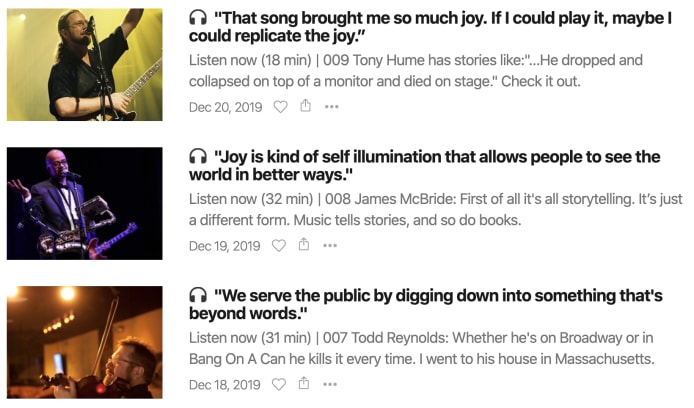 "That song brought me so much joy. If I could play it, maybe I
could replicate the joy.”
Listen now (18 min) | 009 Tony Hume has stories like:"...He dropped and
collapsed on top of a monitor and died on stage." Check it out.
Dec 20, 2019
"Joy is kind of self illumination that allows people to see the
world in better ways."
Listen now (32 min) | 008 James McBride: First of all it's all storytelling. It’s just
a different form. Music tells stories, and so do books.
Dec 19, 2019
"We serve the public by digging down into something that's
beyond words."
Listen now (31 min) | 007 Todd Reynolds: Whether he's on Broadway or in
Bang On A Can he kills it every time. I went to his house in Massachusetts.
Dec 18, 2019